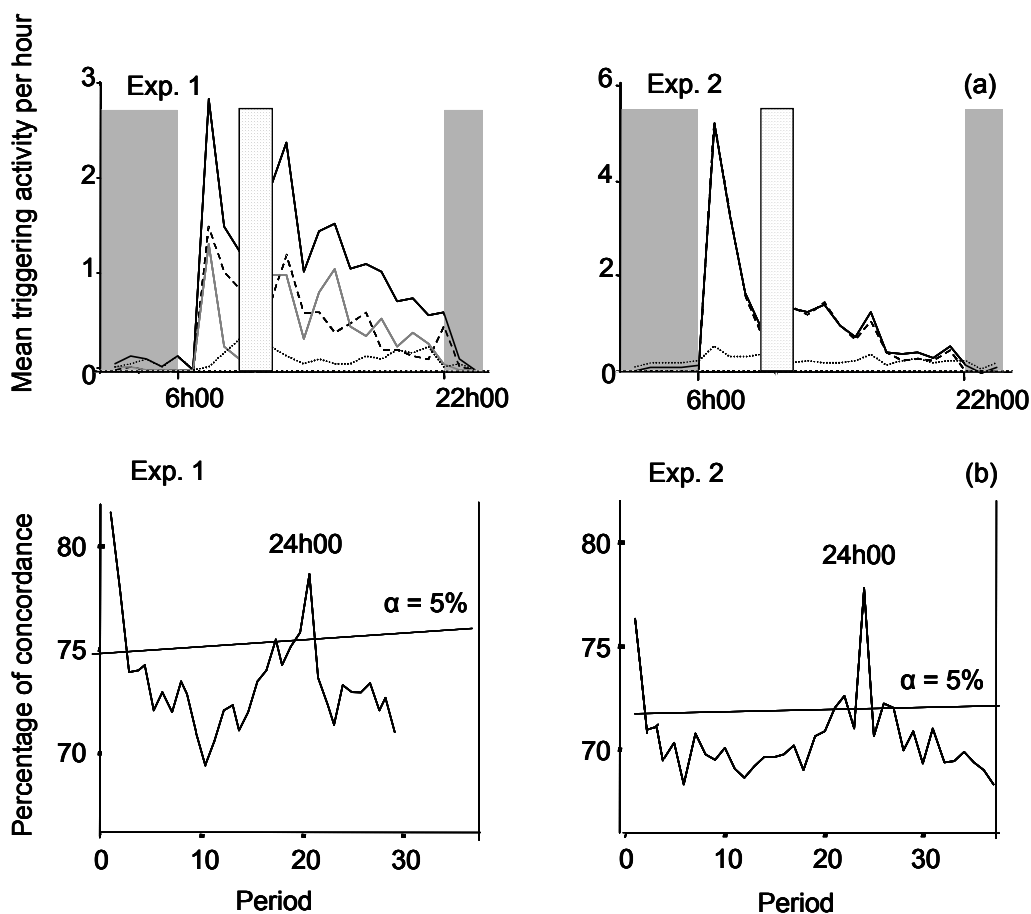 Mean triggering activity per hour
Exp. 1
3
2
1
0
6h00
22h00
Exp. 2
(a)
6
4
2
0
6h00
22h00
Percentage of concordance
Exp. 1
24h00
α = 5%
80
75
70
0
10
20
30
Period
Exp. 2
(b)
24h00
α = 5%
80
75
70
0
10
20
30
Period